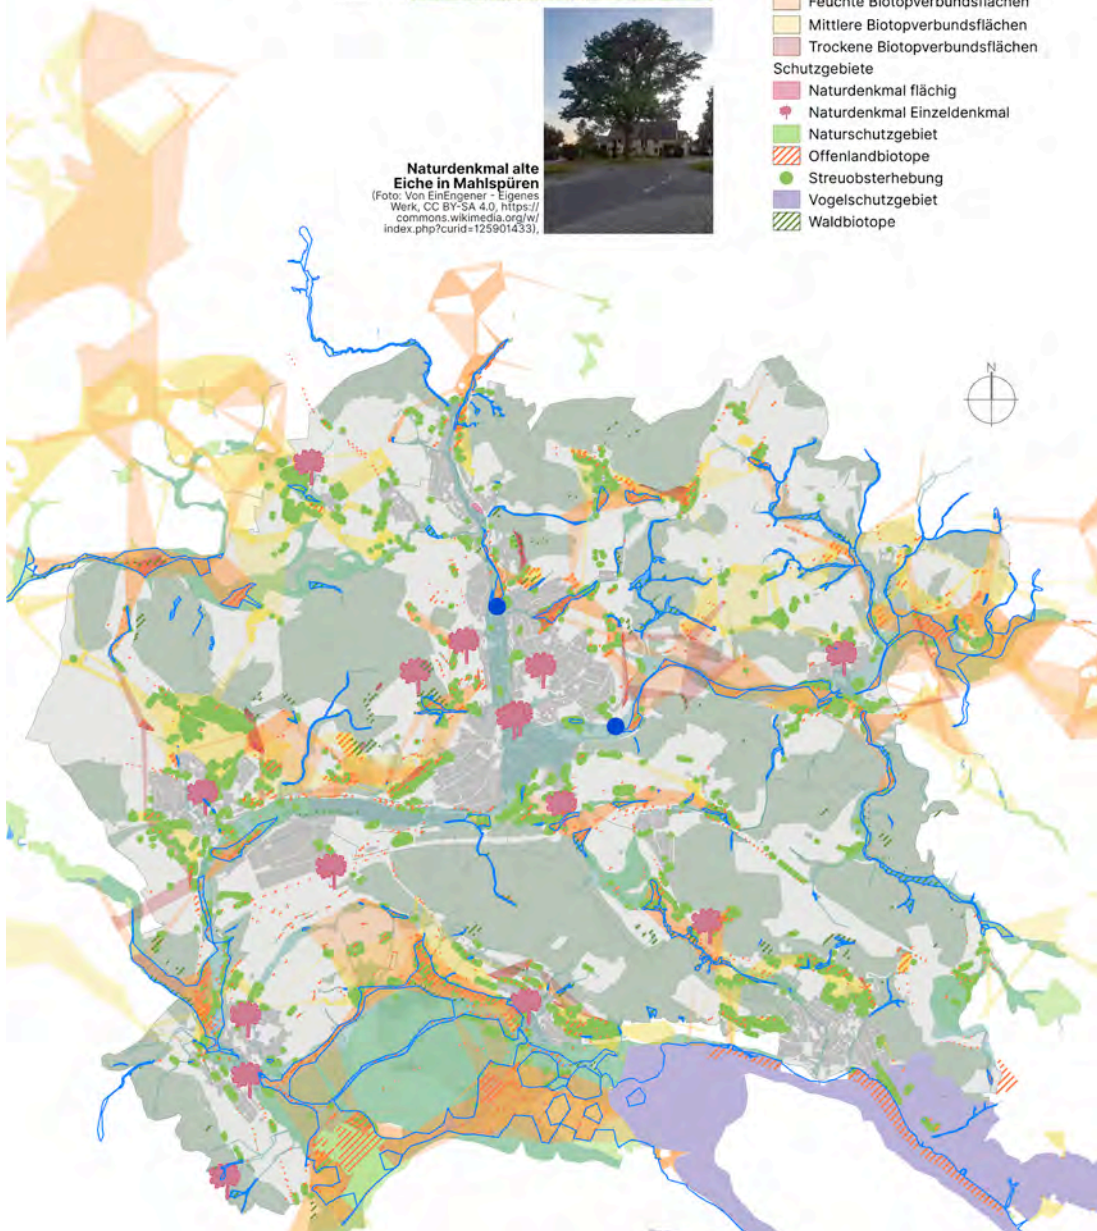 Feuchte Biotopverbundsflächen
Mittlere Biotopverbundsflächen
Trockene Biotopverbundsflächen
Schutzgebiete
Naturdenkmal flächig
Naturdenkmal Einzeldenkmal
Naturschutzgebiet
Offenlandbiotope
Streuobsterhebung
Vogelschutzgebiet
Waldbiotope
Naturdenkmal alte
Eiche in Mahlspüren
(Foto: Von EinEngener - Eigenes
Werk, CC BY-SA 4.0, https://
commons.wikimedia.org/w/
index.php?curid=125901433),
N